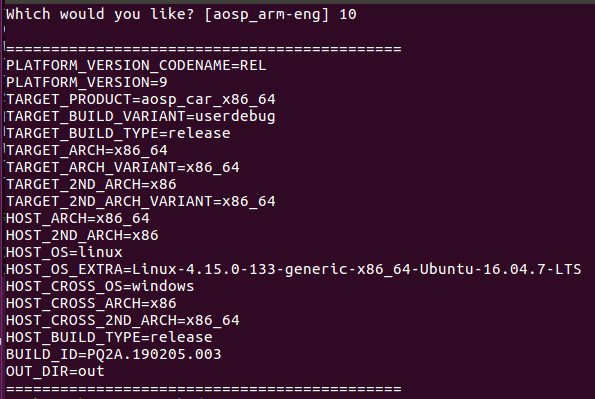 Which would you like? [aosp_arm-eng] 10
============================================
PLATFORM_VERSION_CODENAME=REL
PLATFORM_VERSION=9
TARGET_PRODUCT=aosp_car_x86_64
TARGET_BUILD_VARIANT=userdebug
TARGET_BUILD_TYPE=release
TARGET_ARCH=x86_64
TARGET_ARCH_VARIANT=x86_64
TARGET_2ND_ARCH=x86
TARGET_2ND_ARCH_VARIANT=x86_64
HOST_ARCH=x86_64
HOST_2ND_ARCH=x86
HOST_OS=linux
HOST_OS_EXTRA=Linux-4.15.0-133-generic-x86_64-Ubuntu-16.04.7-LTS
HOST_CROSS_OS=windows
HOST_CROSS_ARCH=x86
HOST_CROSS_2ND_ARCH=x86_64
HOST_BUILD_TYPE=release
BUILD_ID=PQ2A.190205.003
OUT_DIR=out
============================================